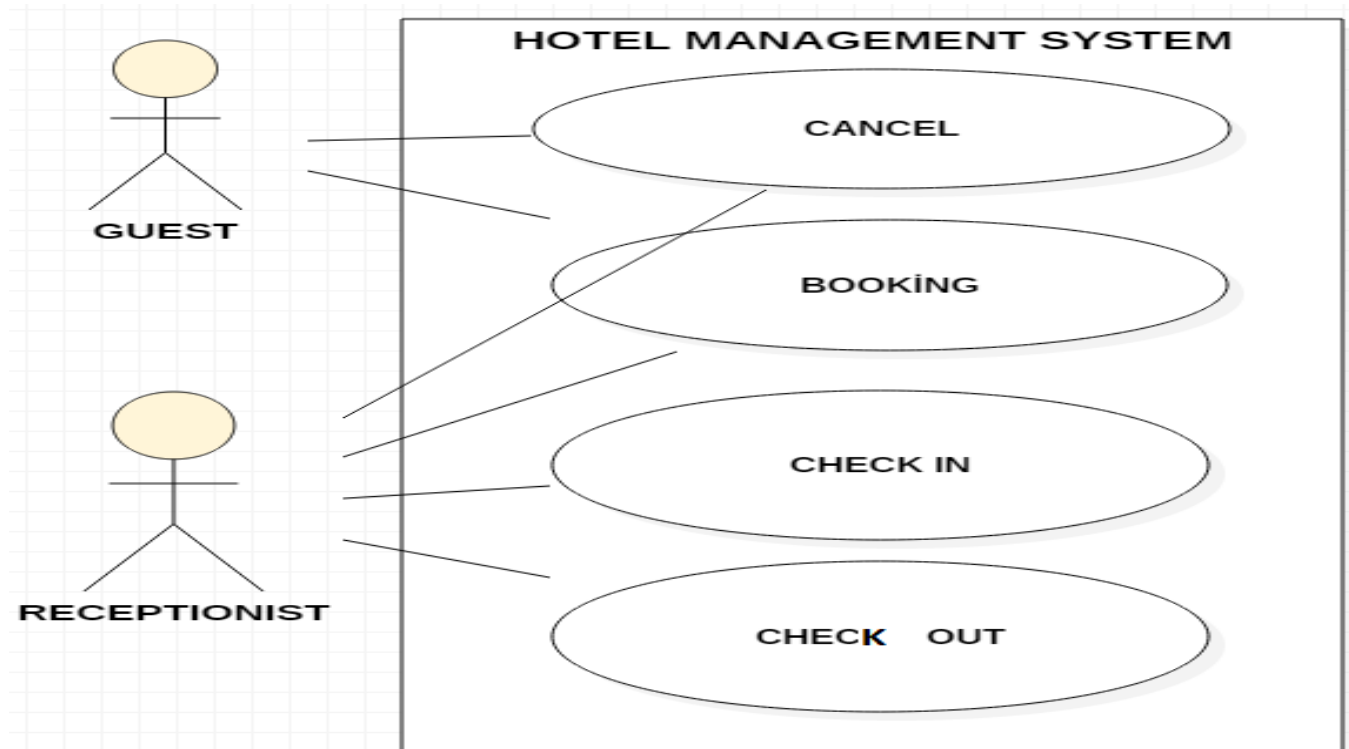 HOTEL MANAGEMENT SYSTEM
CANCEL
GUEST
BOOKİNG
CHECK IN
RECEPTIONIST
CHECK OUT